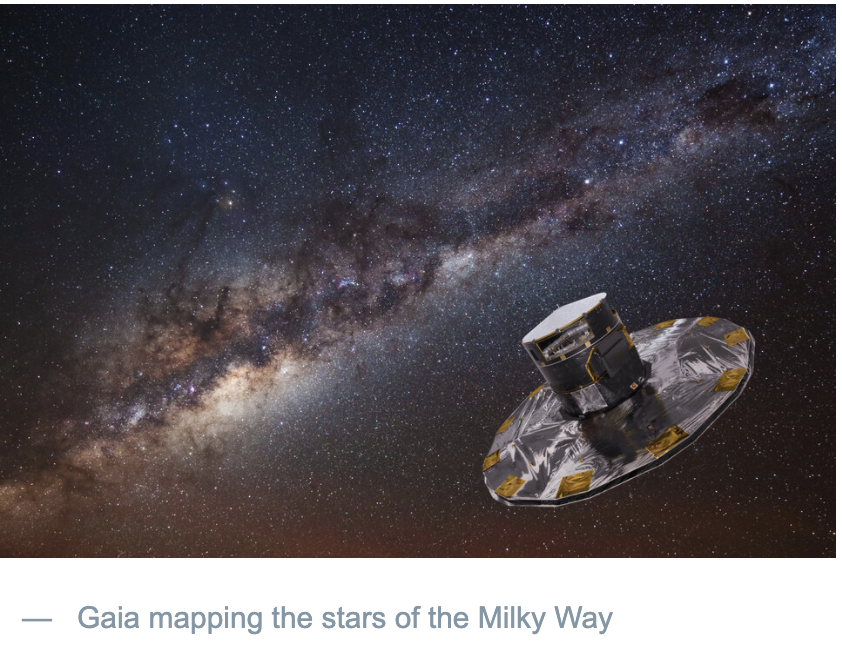 — Gaia mapping the stars of the Milky Way